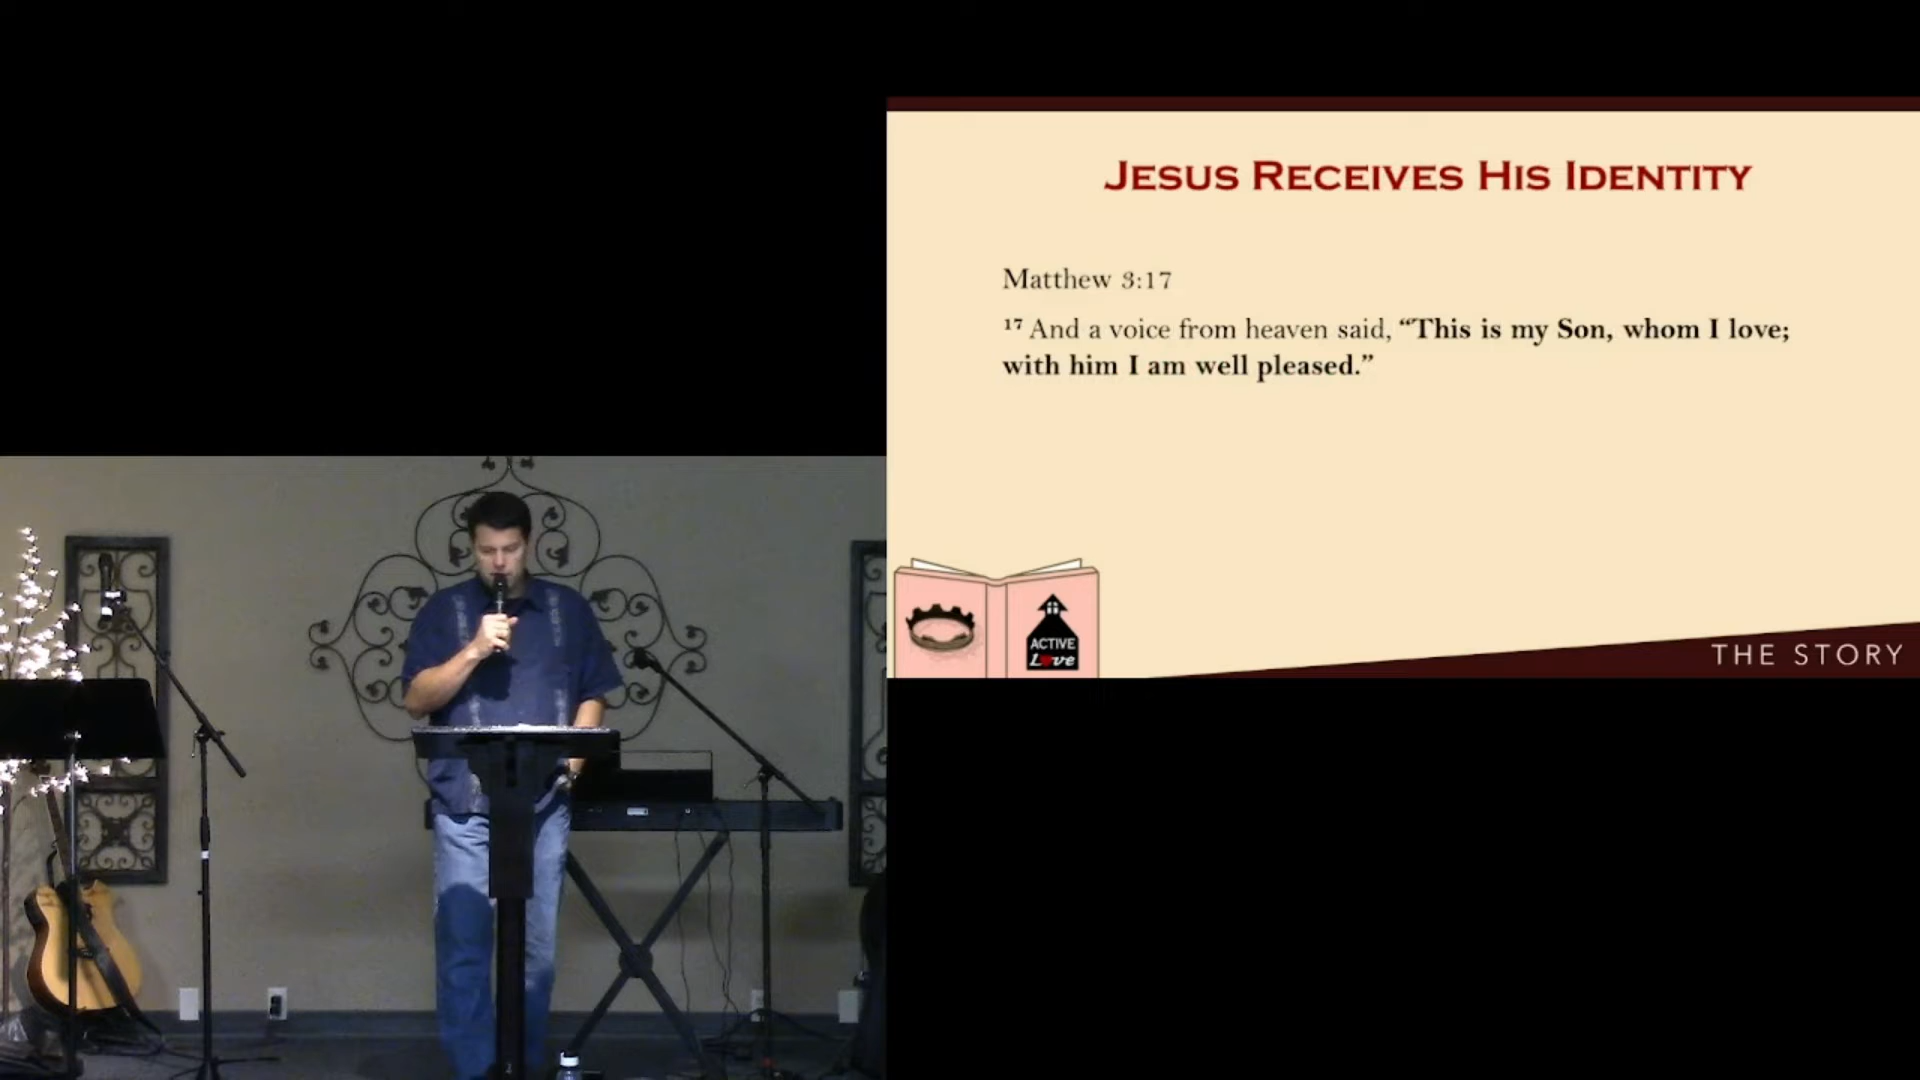 JESUS RECEIVES HIS IDENTITY
Matthew 3:17
17 And a voice from heaven said, “This is my Son, whom I love;
with him I am well pleased.”
ACTIVE
Love
THE STORY